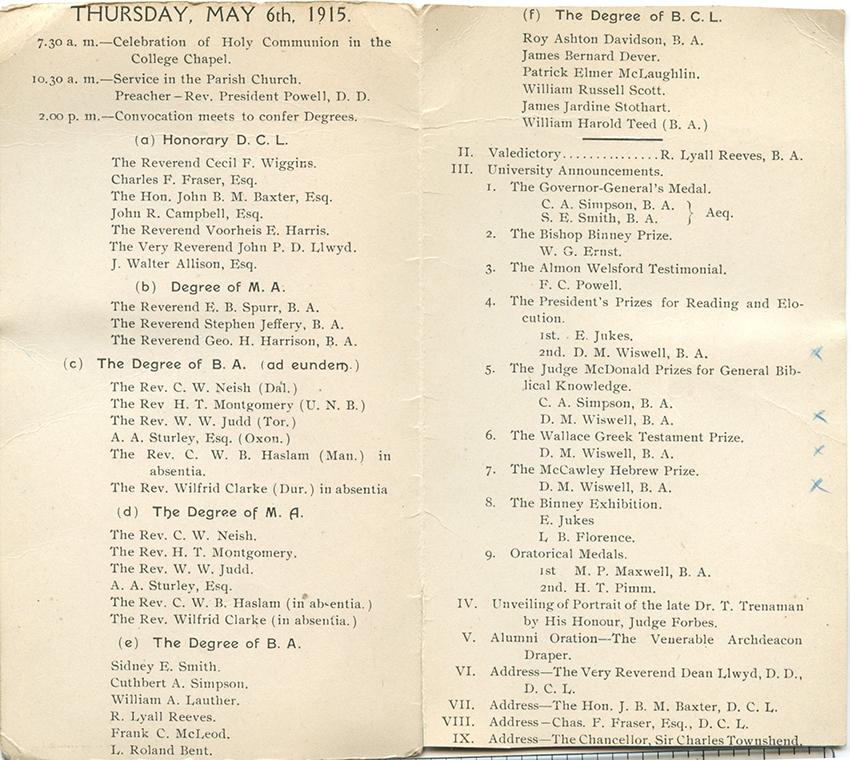 THURSDAY, MAY 6th, 1915.
7.30 a. m.—Celebration of Holy Communion in the
College Chapel.
10.30 a. m.—Service in the Parish Church.
Preacher—Rev. President Powell, D. D.
2.00 p. m.—Convocation meets to confer Degrees.
(a) Honorary D. C. L.
The Reverend Cecil F. Wiggins.
Charles F. Fraser, Esq.
The Hon. John B. M. Baxter, Esq.
John R. Campbell, Esq.
The Reverend Voorheis E. Harris.
The Very Reverend John P. D. Llwyd.
J. Walter Allison, Esq.
(b) Degree of M. A.
The Reverend E. B. Spurr, B. A.
The Reverend Stephen Jeffery, B. A.
The Reverend Geo. H. Harrison, B. A.
(c) The Degree of B. A. (ad eundem.)
The Rev. C. W. Neish (Dal.)
The Rev H. T. Montgomery (U. N. B.)
The Rev. W. W. Judd (Tor.)
A. A. Sturley, Esq. (Oxon.)
The Rev. C. W. B. Haslam (Man.) in
absentia.
The Rev. Wilfrid Clarke (Dur.) in absentia
(d) The Degree of M. A.
The Rev. C. W. Neish.
The Rev. H. T. Montgomery.
The Rev. W. W. Judd.
A. A. Sturley, Esq.
The Rev. C. W. B. Haslam (in absentia.)
The Rev. Wilfrid Clarke (in absentia.)
(e) The Degree of B. A.
Sidney E. Smith.
Cuthbert A. Simpson.
William A. Lauther.
R. Lyall Reeves.
Frank C. McLeod.
L. Roland Bent.
(f) The Degree of B. C. L.
Roy Ashton Davidson, B. A.
James Bernard Dever.
Patrick Elmer McLaughlin.
William Russell Scott.
James Jardine Stothart.
William Harold Teed (B. A.)
II. Valedictory...............R. Lyall Reeves, B. A.
III. University Announcements.
1. The Governor-General's Medal.
C. A. Simpson, B. A. } Aeq.
S. E. Smith, B. A.
2. The Bishop Binney Prize.
W. G. Ernst.
3. The Almon Welsford Testimonial.
F. C. Powell.
4. The President's Prizes for Reading and Elo-
cution.
1st. E. Jukes.
2nd. D. M. Wiswell, B. A. x
5. The Judge McDonald Prizes for General Bib-
lical Knowledge.
C. A. Simpson, B. A.
D. M. Wiswell, B. A. x
6. The Wallace Greek Testament Prize.
D. M. Wiswell, B. A. x
7. The McCawley Hebrew Prize.
D. M. Wiswell, B. A. x
8. The Binney Exhibition.
E. Jukes
L B. Florence.
9. Oratorical Medals.
1st M. P. Maxwell, B. A.
2nd. H. T. Pimm.
IV. Unveiling of Portrait of the late Dr. T. Trenaman
by His Honour, Judge Forbes.
V. Alumni Oration—The Venerable Archdeacon
Draper.
VI. Address—The Very Reverend Dean Llwyd, D. D.,
D. C. L.
VII. Address—The Hon. J. B. M. Baxter, D. C. L.
VIII. Address—Chas. F. Fraser, Esq., D. C. L.
IX. Address—The Chancellor, Sir Charles Townshend.